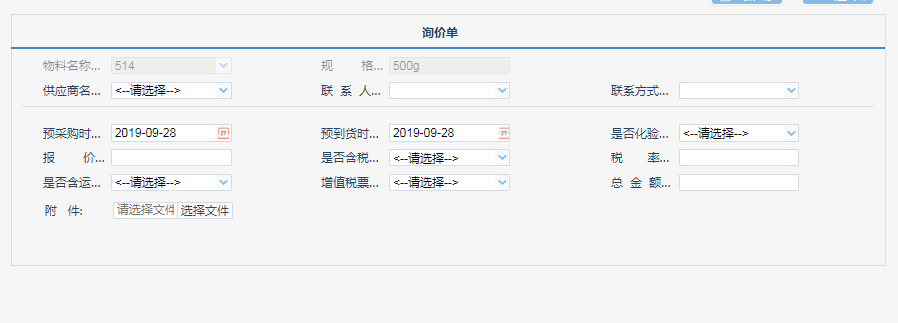 询价单
物料名称... 514 规 格... 500g
供应商名... <--请选择--> 联 系 人... 联系方式...
预采购时... 2019-09-28 预到货时... 2019-09-28 是否化验... <--请选择-->
报 价... 是否含税... <--请选择--> 税 率...
是否含运... <--请选择--> 增值税票... <--请选择--> 总 金 额...
附 件: 请选择文件 选择文件